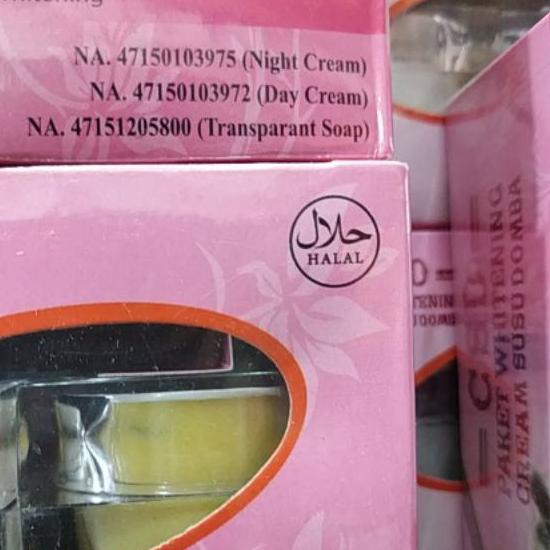 NA. 47150103975 (Night Cream)
NA. 47150103972 (Day Cream)
NA. 47151205800 (Transparant Soap)
حلال
HALAL
PAKET WHITENING
CREAM SUSU DOMBA